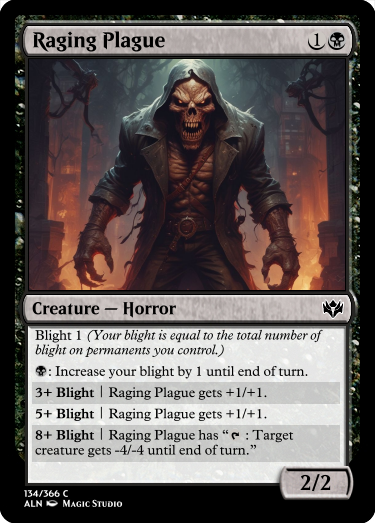 Raging Plague 1
Creature — Horror
Blight 1 (Your blight is equal to the total number of
blight on permanents you control.)
: Increase your blight by 1 until end of turn.
3+ Blight | Raging Plague gets +1/+1.
5+ Blight | Raging Plague gets +1/+1.
8+ Blight | Raging Plague has “ : Target
creature gets -4/-4 until end of turn.”
2/2
134/366 C
ALN Magic Studio